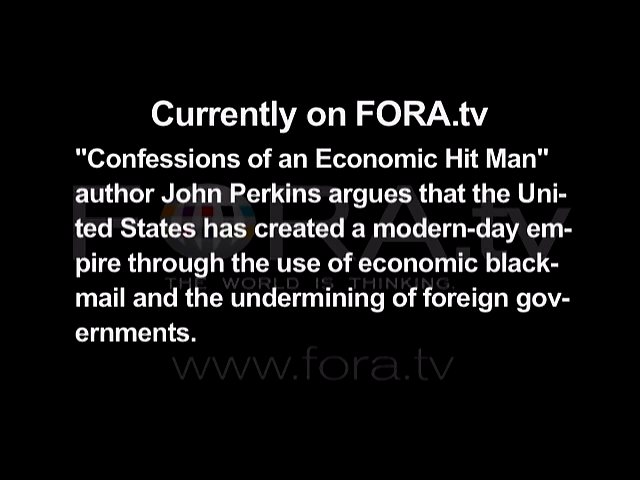 Currently on FORA.tv
"Confessions of an Economic Hit Man"
author John Perkins argues that the Uni-
ted States has created a modern-day em-
FORA.tv
pire through the use of economic black-
THE WORLD IS THINKING.
mail and the undermining of foreign gov-
ernments.
www.fora.tv